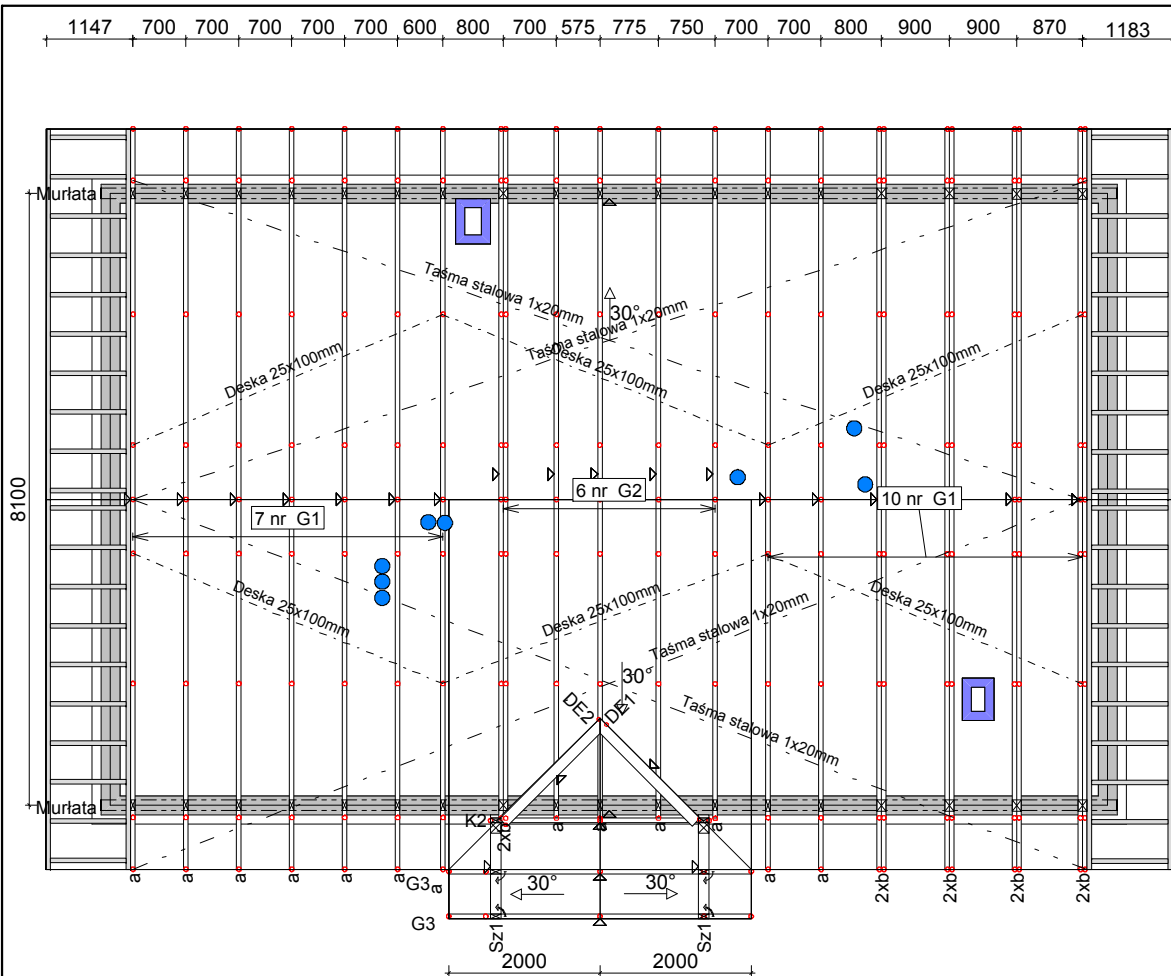 1147 700 700 700 700 700 600 800 700 575 775 750 700 700 800 900 900 870 1183
Murłata
Taśma stalowa 1x20mm
30°
Taśma stalowa 1x20mm
Deska 25x100mm
Deska 25x100mm
Deska 25x100mm
8100
6 nr G2
10 nr G1
7 nr G1
Deska 25x100mm
Deska 25x100mm
Deska 25x100mm
Taśma stalowa 1x20mm
30°
DE2
DE1
Taśma stalowa 1x20mm
Murłata
K2
2xb
a
a
a
a
a a a a a a a
G3 a
30°
30°
a a 2xb 2xb 2xb 2xb
G3
Sz1
Sz1
2000 2000